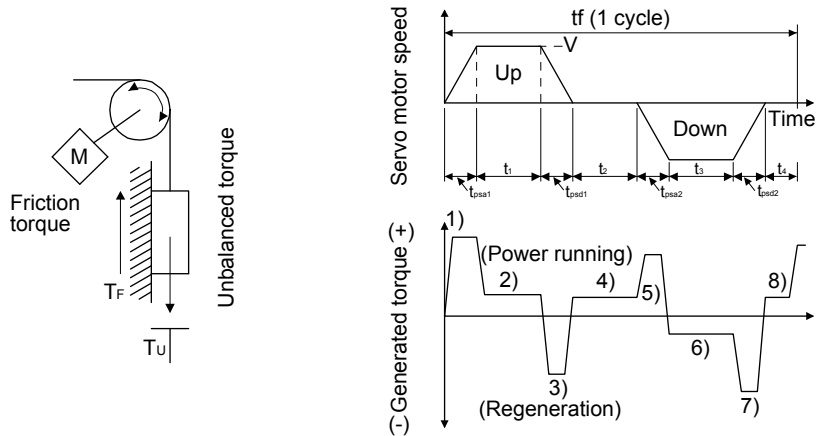 M
Friction
torque
TF
TU
Unbalanced torque
Servo motor speed
tf (1 cycle)
V
Up
Down
Time
tpsa1
t1
tpsd1
t2
tpsa2
t3
tpsd2
t4
(-) Generated torque (+)
1)
(Power running)
2)
4)
5)
8)
6)
3)
7)
(Regeneration)